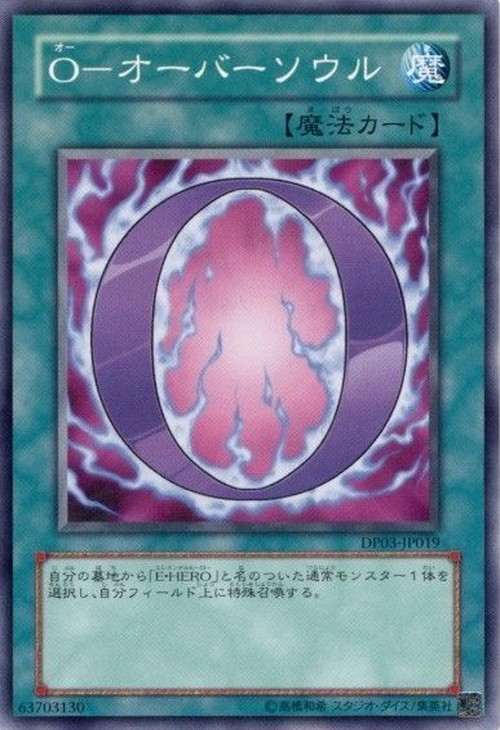 O-オーバーソウル 魔
【魔法カード】
DP03-JP019
自分の墓地から「E・HERO」と名のついた通常モンスター1体を
選択し、自分フィールド上に特殊召喚する。
63703130 ©高橋和希 スタジオ・ダイス/集英社